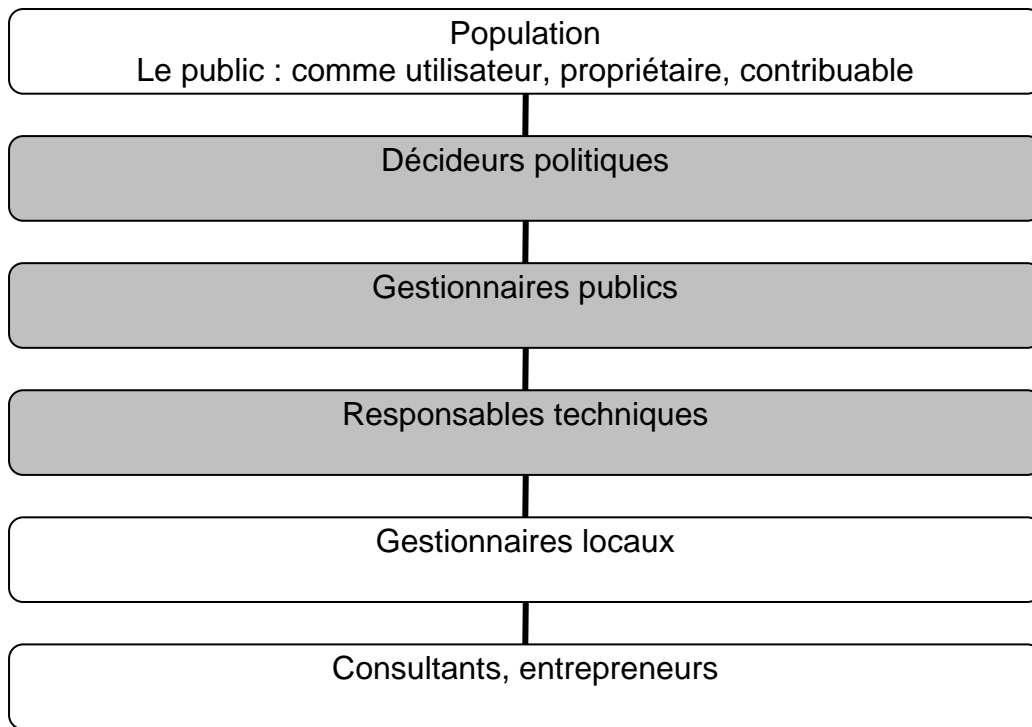 Population
Le public : comme utilisateur, propriétaire, contribuable
Décideurs politiques
Gestionnaires publics
Responsables techniques
Gestionnaires locaux
Consultants, entrepreneurs